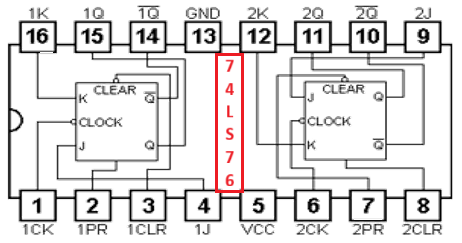 1K 1Q 1Q̅ GND 2K 2Q 2Q̅ 2J
16 15 14 13 12 11 10 9
CLEAR
K Q̅
CLOCK
J Q
7
4
L
S
7
6
CLEAR
J Q
CLOCK
K Q̅
1 2 3 4 5 6 7 8
1CK 1PR 1CLR 1J VCC 2CK 2PR 2CLR